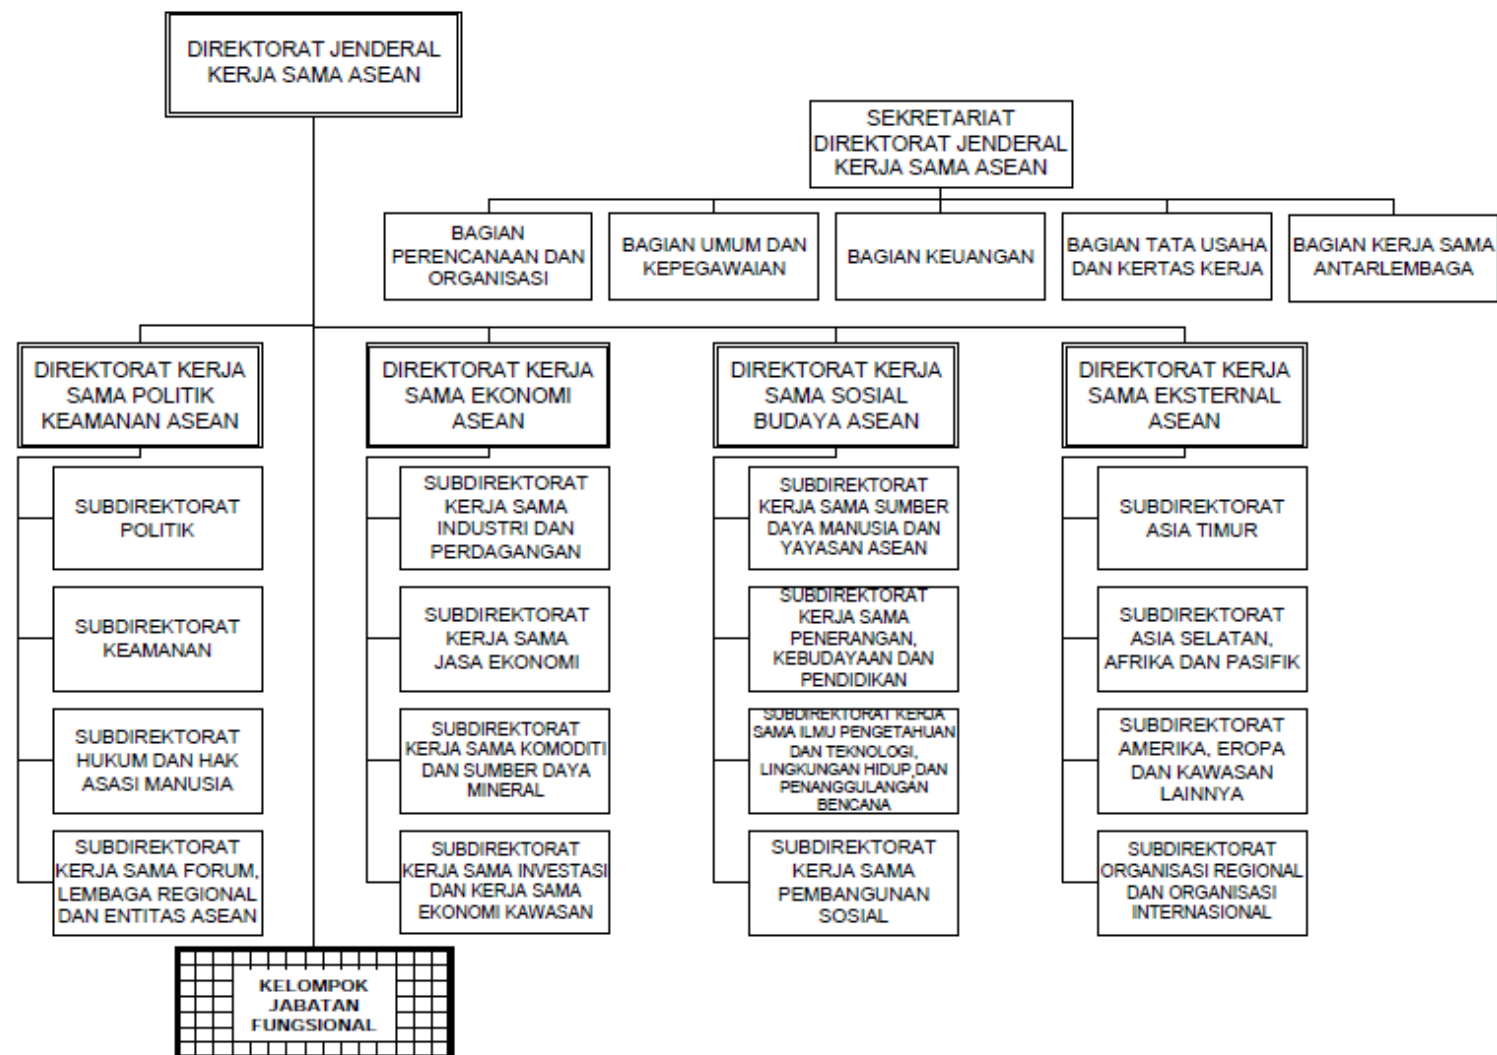 DIREKTORAT JENDERAL
KERJA SAMA ASEAN
SEKRETARIAT
DIREKTORAT JENDERAL
KERJA SAMA ASEAN
BAGIAN
PERENCANAAN DAN
ORGANISASI
BAGIAN UMUM DAN
KEPEGAWAIAN
BAGIAN KEUANGAN
BAGIAN TATA USAHA
DAN KERTAS KERJA
BAGIAN KERJA SAMA
ANTARLEMBAGA
DIREKTORAT KERJA
SAMA POLITIK
KEAMANAN ASEAN
DIREKTORAT KERJA
SAMA EKONOMI
ASEAN
DIREKTORAT KERJA
SAMA SOSIAL
BUDAYA ASEAN
DIREKTORAT KERJA
SAMA EKSTERNAL
ASEAN
SUBDIREKTORAT
POLITIK
SUBDIREKTORAT
KERJA SAMA
INDUSTRI DAN
PERDAGANGAN
SUBDIREKTORAT
KERJA SAMA SUMBER
DAYA MANUSIA DAN
YAYASAN ASEAN
SUBDIREKTORAT
ASIA TIMUR
SUBDIREKTORAT
KEAMANAN
SUBDIREKTORAT
KERJA SAMA
JASA EKONOMI
SUBDIREKTORAT
KERJA SAMA
PENERANGAN,
KEBUDAYAAN DAN
PENDIDIKAN
SUBDIREKTORAT
ASIA SELATAN,
AFRIKA DAN PASIFIK
SUBDIREKTORAT
HUKUM DAN HAK
ASASI MANUSIA
SUBDIREKTORAT
KERJA SAMA KOMODITI
DAN SUMBER DAYA
MINERAL
SUBDIREKTORAT KERJA
SAMA ILMU PENGETAHUAN
DAN TEKNOLOGI,
LINGKUNGAN HIDUP,DAN
PENANGGULANGAN
BENCANA
SUBDIREKTORAT
AMERIKA, EROPA
DAN KAWASAN
LAINNYA
SUBDIREKTORAT
KERJA SAMA FORUM,
LEMBAGA REGIONAL
DAN ENTITAS ASEAN
SUBDIREKTORAT
KERJA SAMA INVESTASI
DAN KERJA SAMA
EKONOMI KAWASAN
SUBDIREKTORAT
KERJA SAMA
PEMBANGUNAN
SOSIAL
SUBDIREKTORAT
ORGANISASI REGIONAL
DAN ORGANISASI
INTERNASIONAL
KELOMPOK
JABATAN
FUNGSIONAL